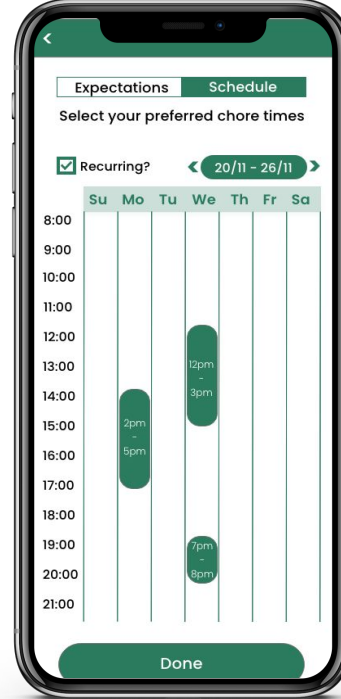 <
Expectations Schedule
Select your preferred chore times
Recurring? < 20/11 - 26/11 >
Su Mo Tu We Th Fr Sa
8:00
9:00
10:00
11:00
12:00
13:00 12pm
-
14:00 3pm
15:00 2pm
-
16:00 5pm
17:00
18:00
19:00 7pm
-
20:00 8pm
21:00
Done